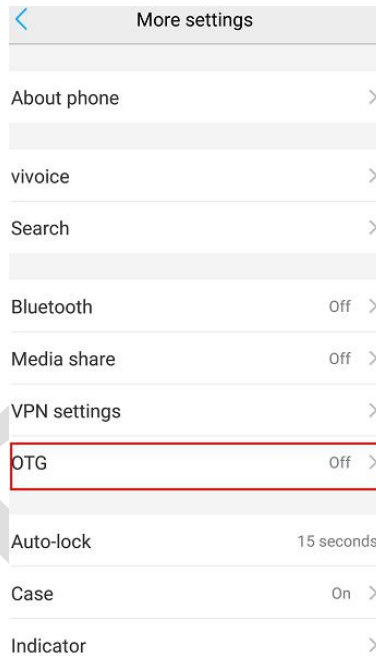 More settings
About phone
vivoice
Search
Bluetooth Off
Media share Off
VPN settings
OTG Off
Auto-lock 15 seconds
Case On
Indicator